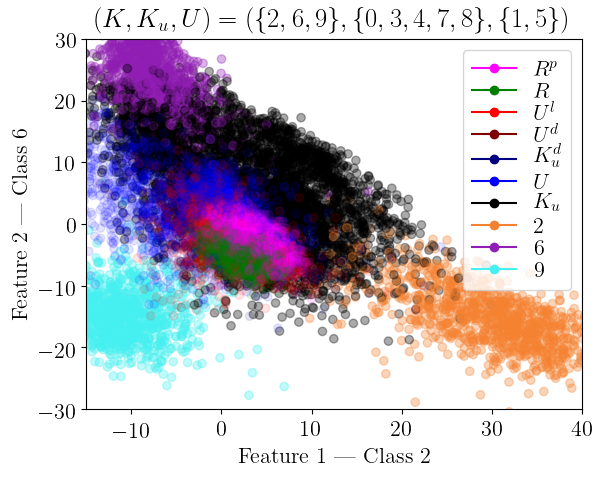 (K, K_u, U) = ({2, 6, 9}, {0, 3, 4, 7, 8}, {1, 5})
30
20
10
0
−10
−20
−30
Feature 2 — Class 6
R^p
R
U^l
U^d
K_u^d
U
K_u
2
6
9
−10 0 10 20 30 40
Feature 1 — Class 2